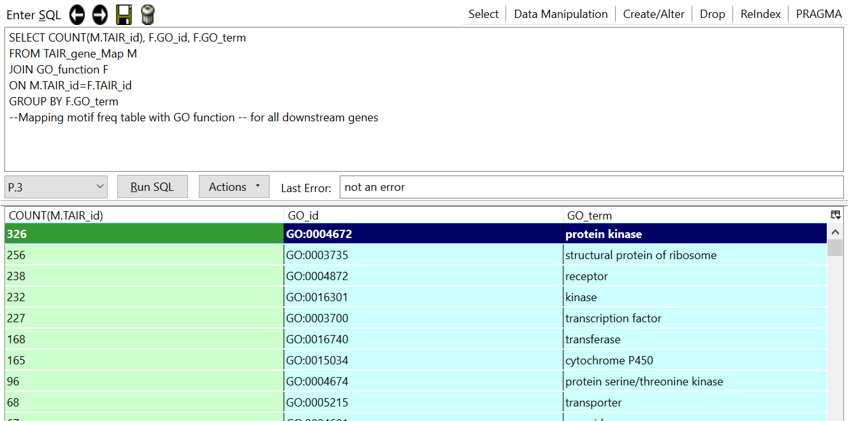 Enter SQL
Select Data Manipulation Create/Alter Drop ReIndex PRAGMA
SELECT COUNT(M.TAIR_id), F.GO_id, F.GO_term
FROM TAIR_gene_Map M
JOIN GO_function F
ON M.TAIR_id=F.TAIR_id
GROUP BY F.GO_term
--Mapping motif freq table with GO function -- for all downstream genes
P.3 Run SQL Actions Last Error: not an error
COUNT(M.TAIR_id) GO_id GO_term
326 GO:0004672 protein kinase
256 GO:0003735 structural protein of ribosome
238 GO:0004872 receptor
232 GO:0016301 kinase
227 GO:0003700 transcription factor
168 GO:0016740 transferase
165 GO:0015034 cytochrome P450
96 GO:0004674 protein serine/threonine kinase
68 GO:0005215 transporter